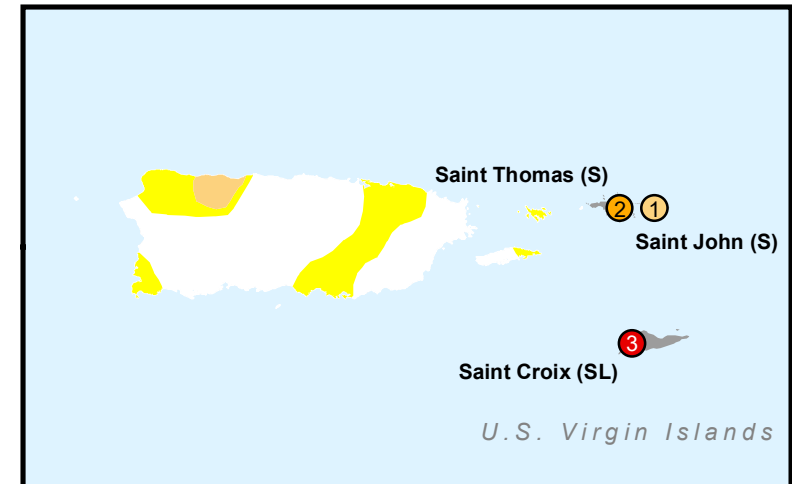 Saint Thomas (S)
2 1
Saint John (S)
3
Saint Croix (SL)
U.S. Virgin Islands